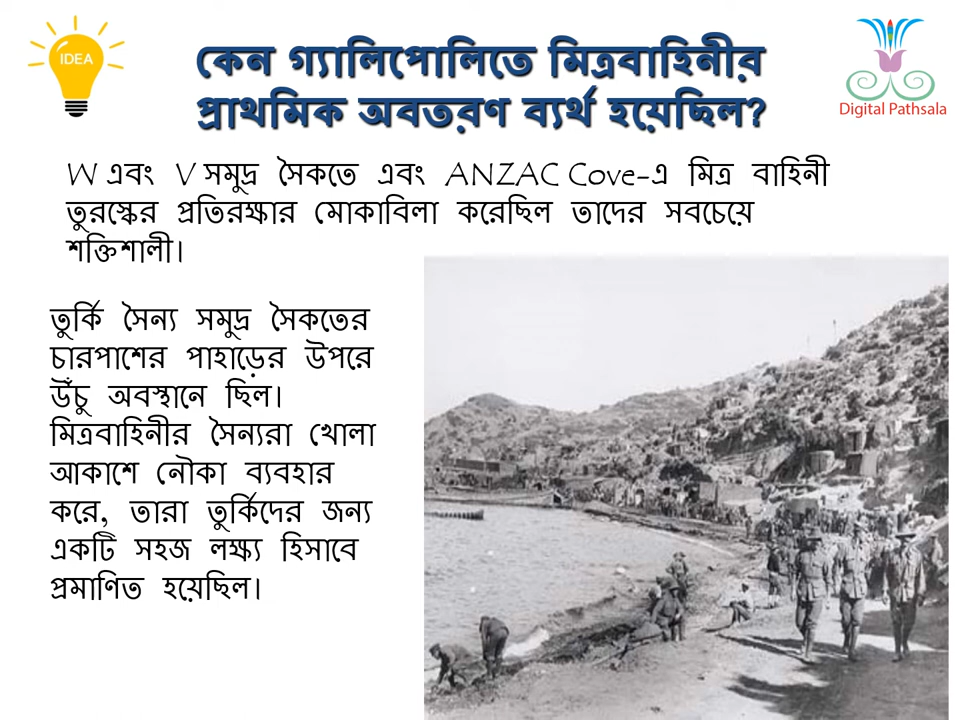 IDEA
কেন গ্যালিপোলিতে মিত্রবাহিনীর
প্রাথমিক অবতরণ ব্যর্থ হয়েছিল?
Digital Pathsala
W এবং V সমুদ্র সৈকতে এবং ANZAC Cove-এ মিত্র বাহিনী
তুরস্কের প্রতিরক্ষার মোকাবিলা করেছিল তাদের সবচেয়ে
শক্তিশালী।
তুর্কি সৈন্য সমুদ্র সৈকতের
চারপাশের পাহাড়ের উপরে
উঁচু অবস্থানে ছিল।
মিত্রবাহিনীর সৈন্যরা খোলা
আকাশে নৌকা ব্যবহার
করে, তারা তুর্কিদের জন্য
একটি সহজ লক্ষ্য হিসাবে
প্রমাণিত হয়েছিল।